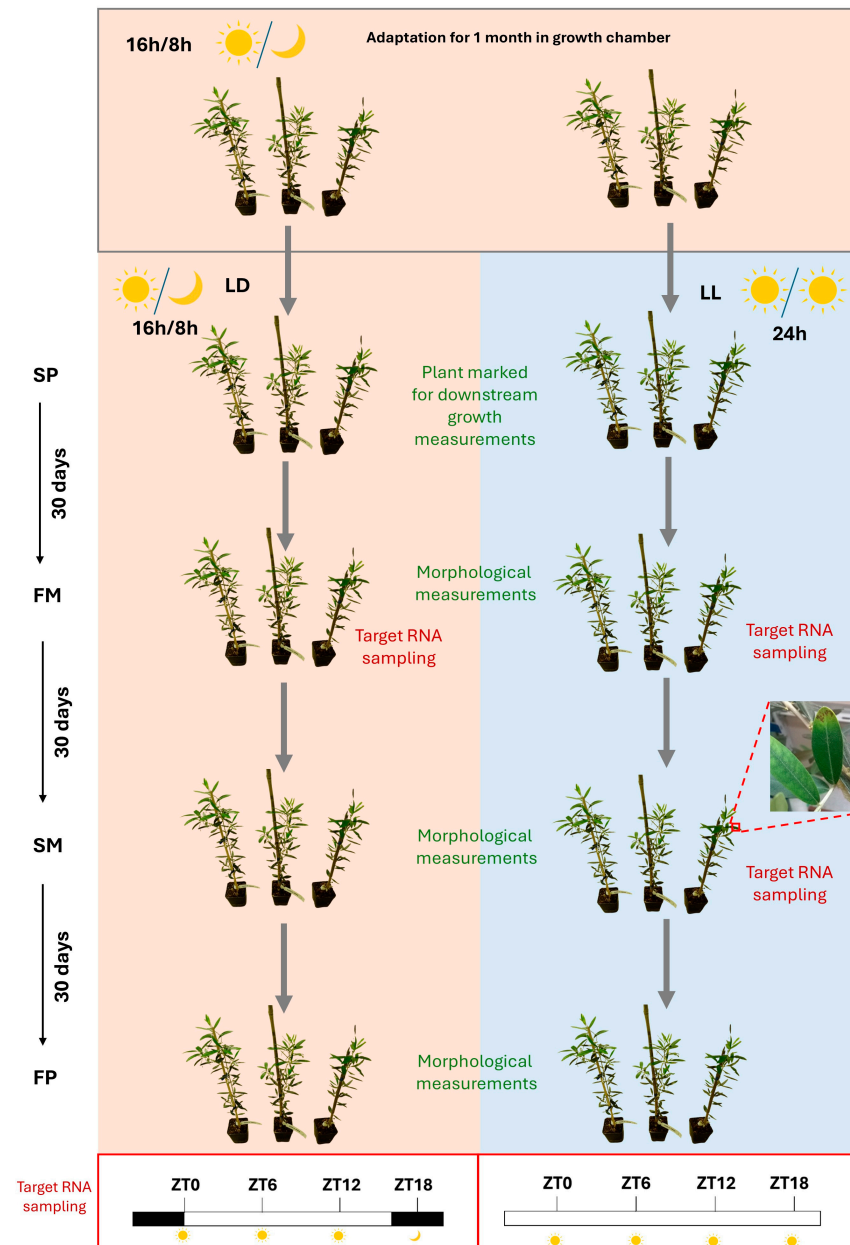 16h/8h
Adaptation for 1 month in growth chamber
LD
16h/8h
LL
24h
SP
Plant marked
for downstream
growth
measurements
30 days
FM
Morphological
measurements
Target RNA
sampling
Target RNA
sampling
30 days
SM
Morphological
measurements
Target RNA
sampling
30 days
FP
Morphological
measurements
Target RNA
sampling
ZT0 ZT6 ZT12 ZT18
ZT0 ZT6 ZT12 ZT18